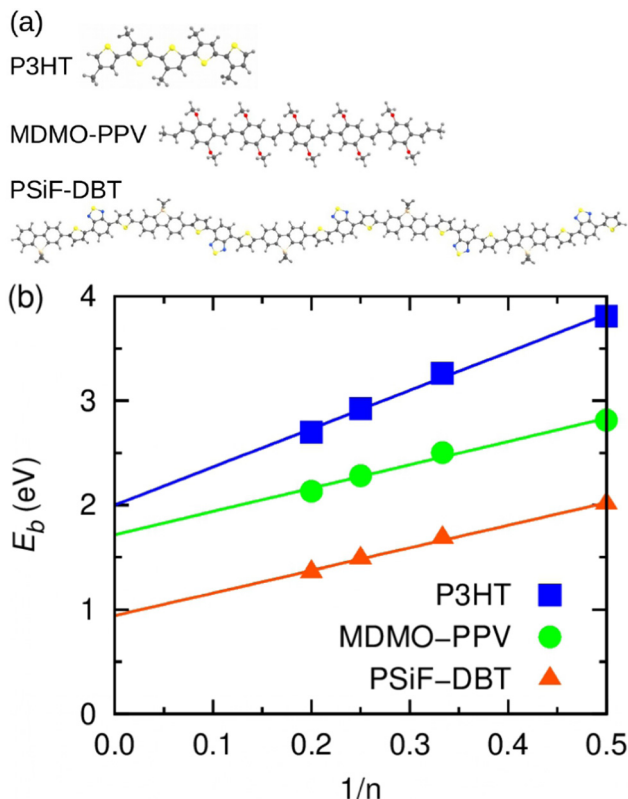 (a)
P3HT
MDMO-PPV
PSiF-DBT
(b)
4
3
2
1
0
E_b (eV)
P3HT
MDMO−PPV
PSiF−DBT
0.0 0.1 0.2 0.3 0.4 0.5
1/n